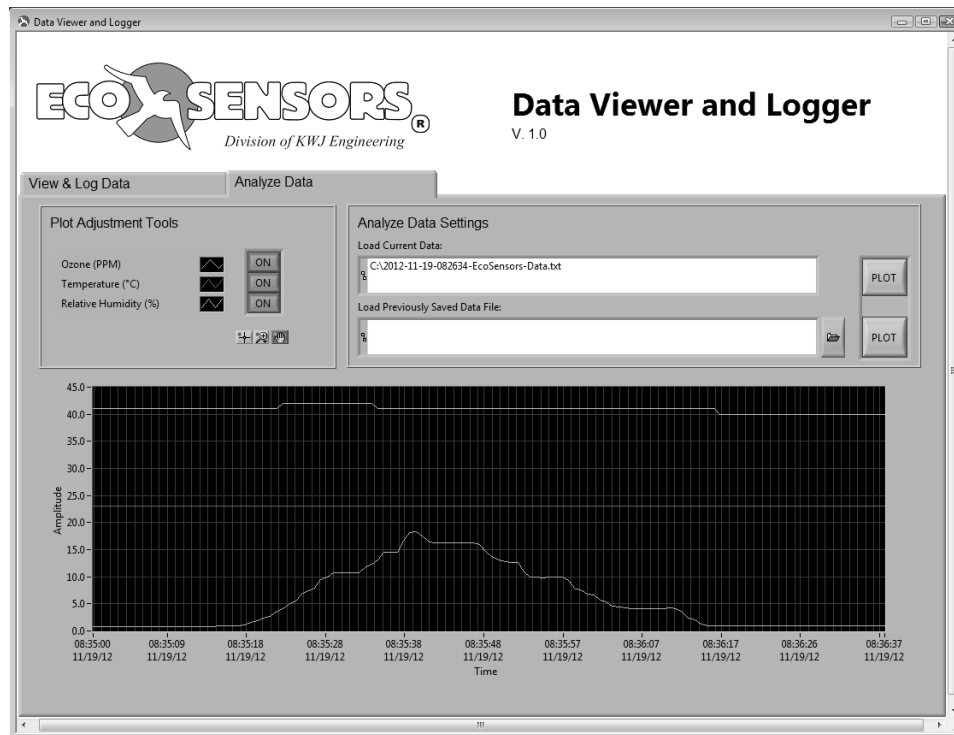 Data Viewer and Logger
ECO SENSORS®
Division of KWJ Engineering
Data Viewer and Logger
V. 1.0
View & Log Data
Analyze Data
Plot Adjustment Tools
Ozone (PPM) ON
Temperature (°C) ON
Relative Humidity (%) ON
Analyze Data Settings
Load Current Data:
C:\2012-11-19-082634-EcoSensors-Data.txt
PLOT
Load Previously Saved Data File:
PLOT
45.0
40.0
35.0
30.0
25.0
20.0
15.0
10.0
5.0
0.0
Amplitude
08:35:00 08:35:09 08:35:18 08:35:28 08:35:38 08:35:48 08:35:57 08:36:07 08:36:17 08:36:26 08:36:37
11/19/12 11/19/12 11/19/12 11/19/12 11/19/12 11/19/12 11/19/12 11/19/12 11/19/12 11/19/12 11/19/12
Time